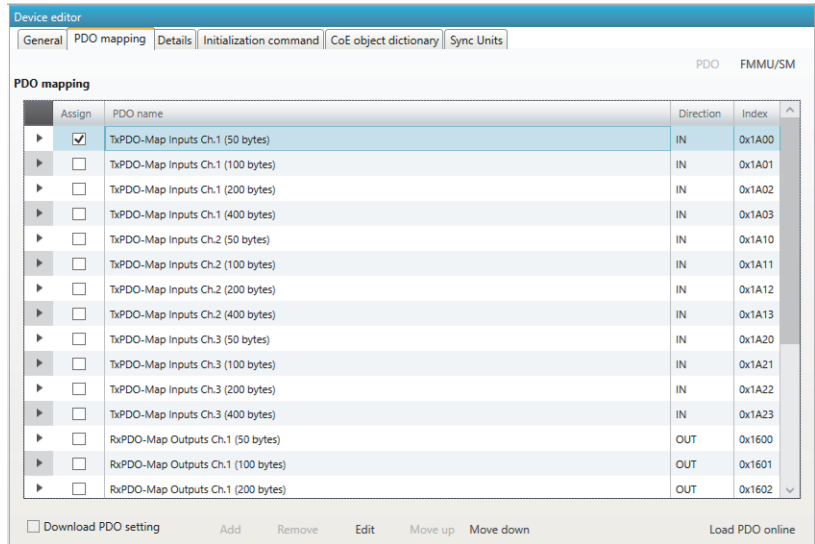 Device editor
General PDO mapping Details Initialization command CoE object dictionary Sync Units
PDO FMMU/SM
PDO mapping
Assign PDO name Direction Index
TxPDO-Map Inputs Ch.1 (50 bytes) IN 0x1A00
TxPDO-Map Inputs Ch.1 (100 bytes) IN 0x1A01
TxPDO-Map Inputs Ch.1 (200 bytes) IN 0x1A02
TxPDO-Map Inputs Ch.1 (400 bytes) IN 0x1A03
TxPDO-Map Inputs Ch.2 (50 bytes) IN 0x1A10
TxPDO-Map Inputs Ch.2 (100 bytes) IN 0x1A11
TxPDO-Map Inputs Ch.2 (200 bytes) IN 0x1A12
TxPDO-Map Inputs Ch.2 (400 bytes) IN 0x1A13
TxPDO-Map Inputs Ch.3 (50 bytes) IN 0x1A20
TxPDO-Map Inputs Ch.3 (100 bytes) IN 0x1A21
TxPDO-Map Inputs Ch.3 (200 bytes) IN 0x1A22
TxPDO-Map Inputs Ch.3 (400 bytes) IN 0x1A23
RxPDO-Map Outputs Ch.1 (50 bytes) OUT 0x1600
RxPDO-Map Outputs Ch.1 (100 bytes) OUT 0x1601
RxPDO-Map Outputs Ch.1 (200 bytes) OUT 0x1602
Download PDO setting Add Remove Edit Move up Move down Load PDO online